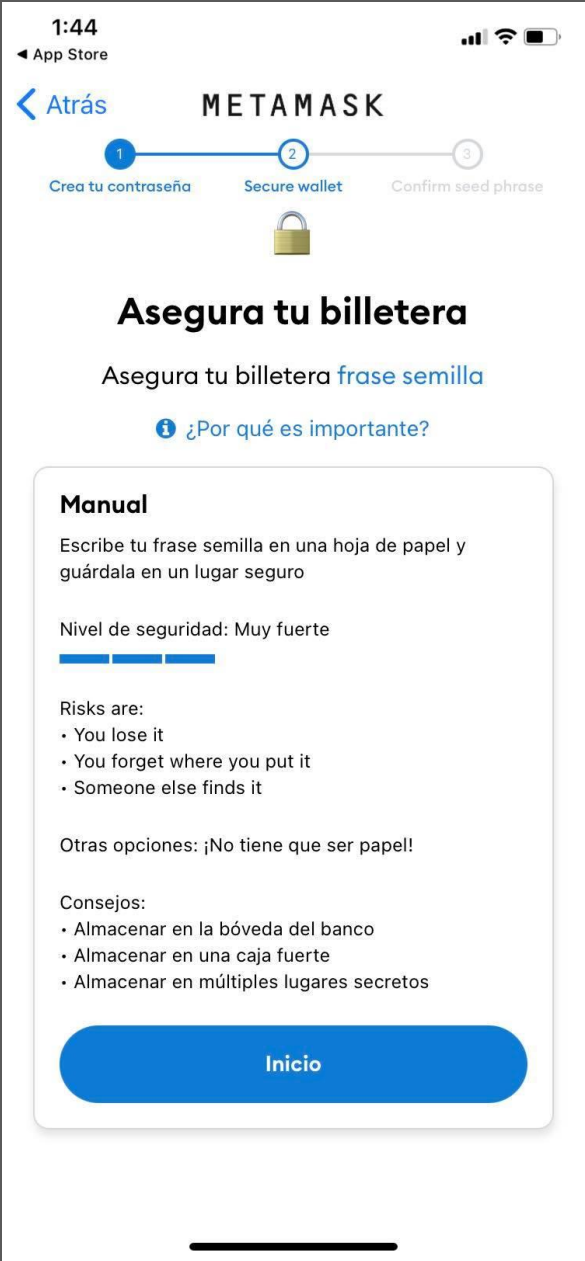 1:44
◀ App Store
Atrás
METAMASK
1
2
3
Crea tu contraseña
Secure wallet
Confirm seed phrase
Asegura tu billetera
Asegura tu billetera frase semilla
¿Por qué es importante?
Manual
Escribe tu frase semilla en una hoja de papel y
guárdala en un lugar seguro
Nivel de seguridad: Muy fuerte
Risks are:
• You lose it
• You forget where you put it
• Someone else finds it
Otras opciones: ¡No tiene que ser papel!
Consejos:
• Almacenar en la bóveda del banco
• Almacenar en una caja fuerte
• Almacenar en múltiples lugares secretos
Inicio